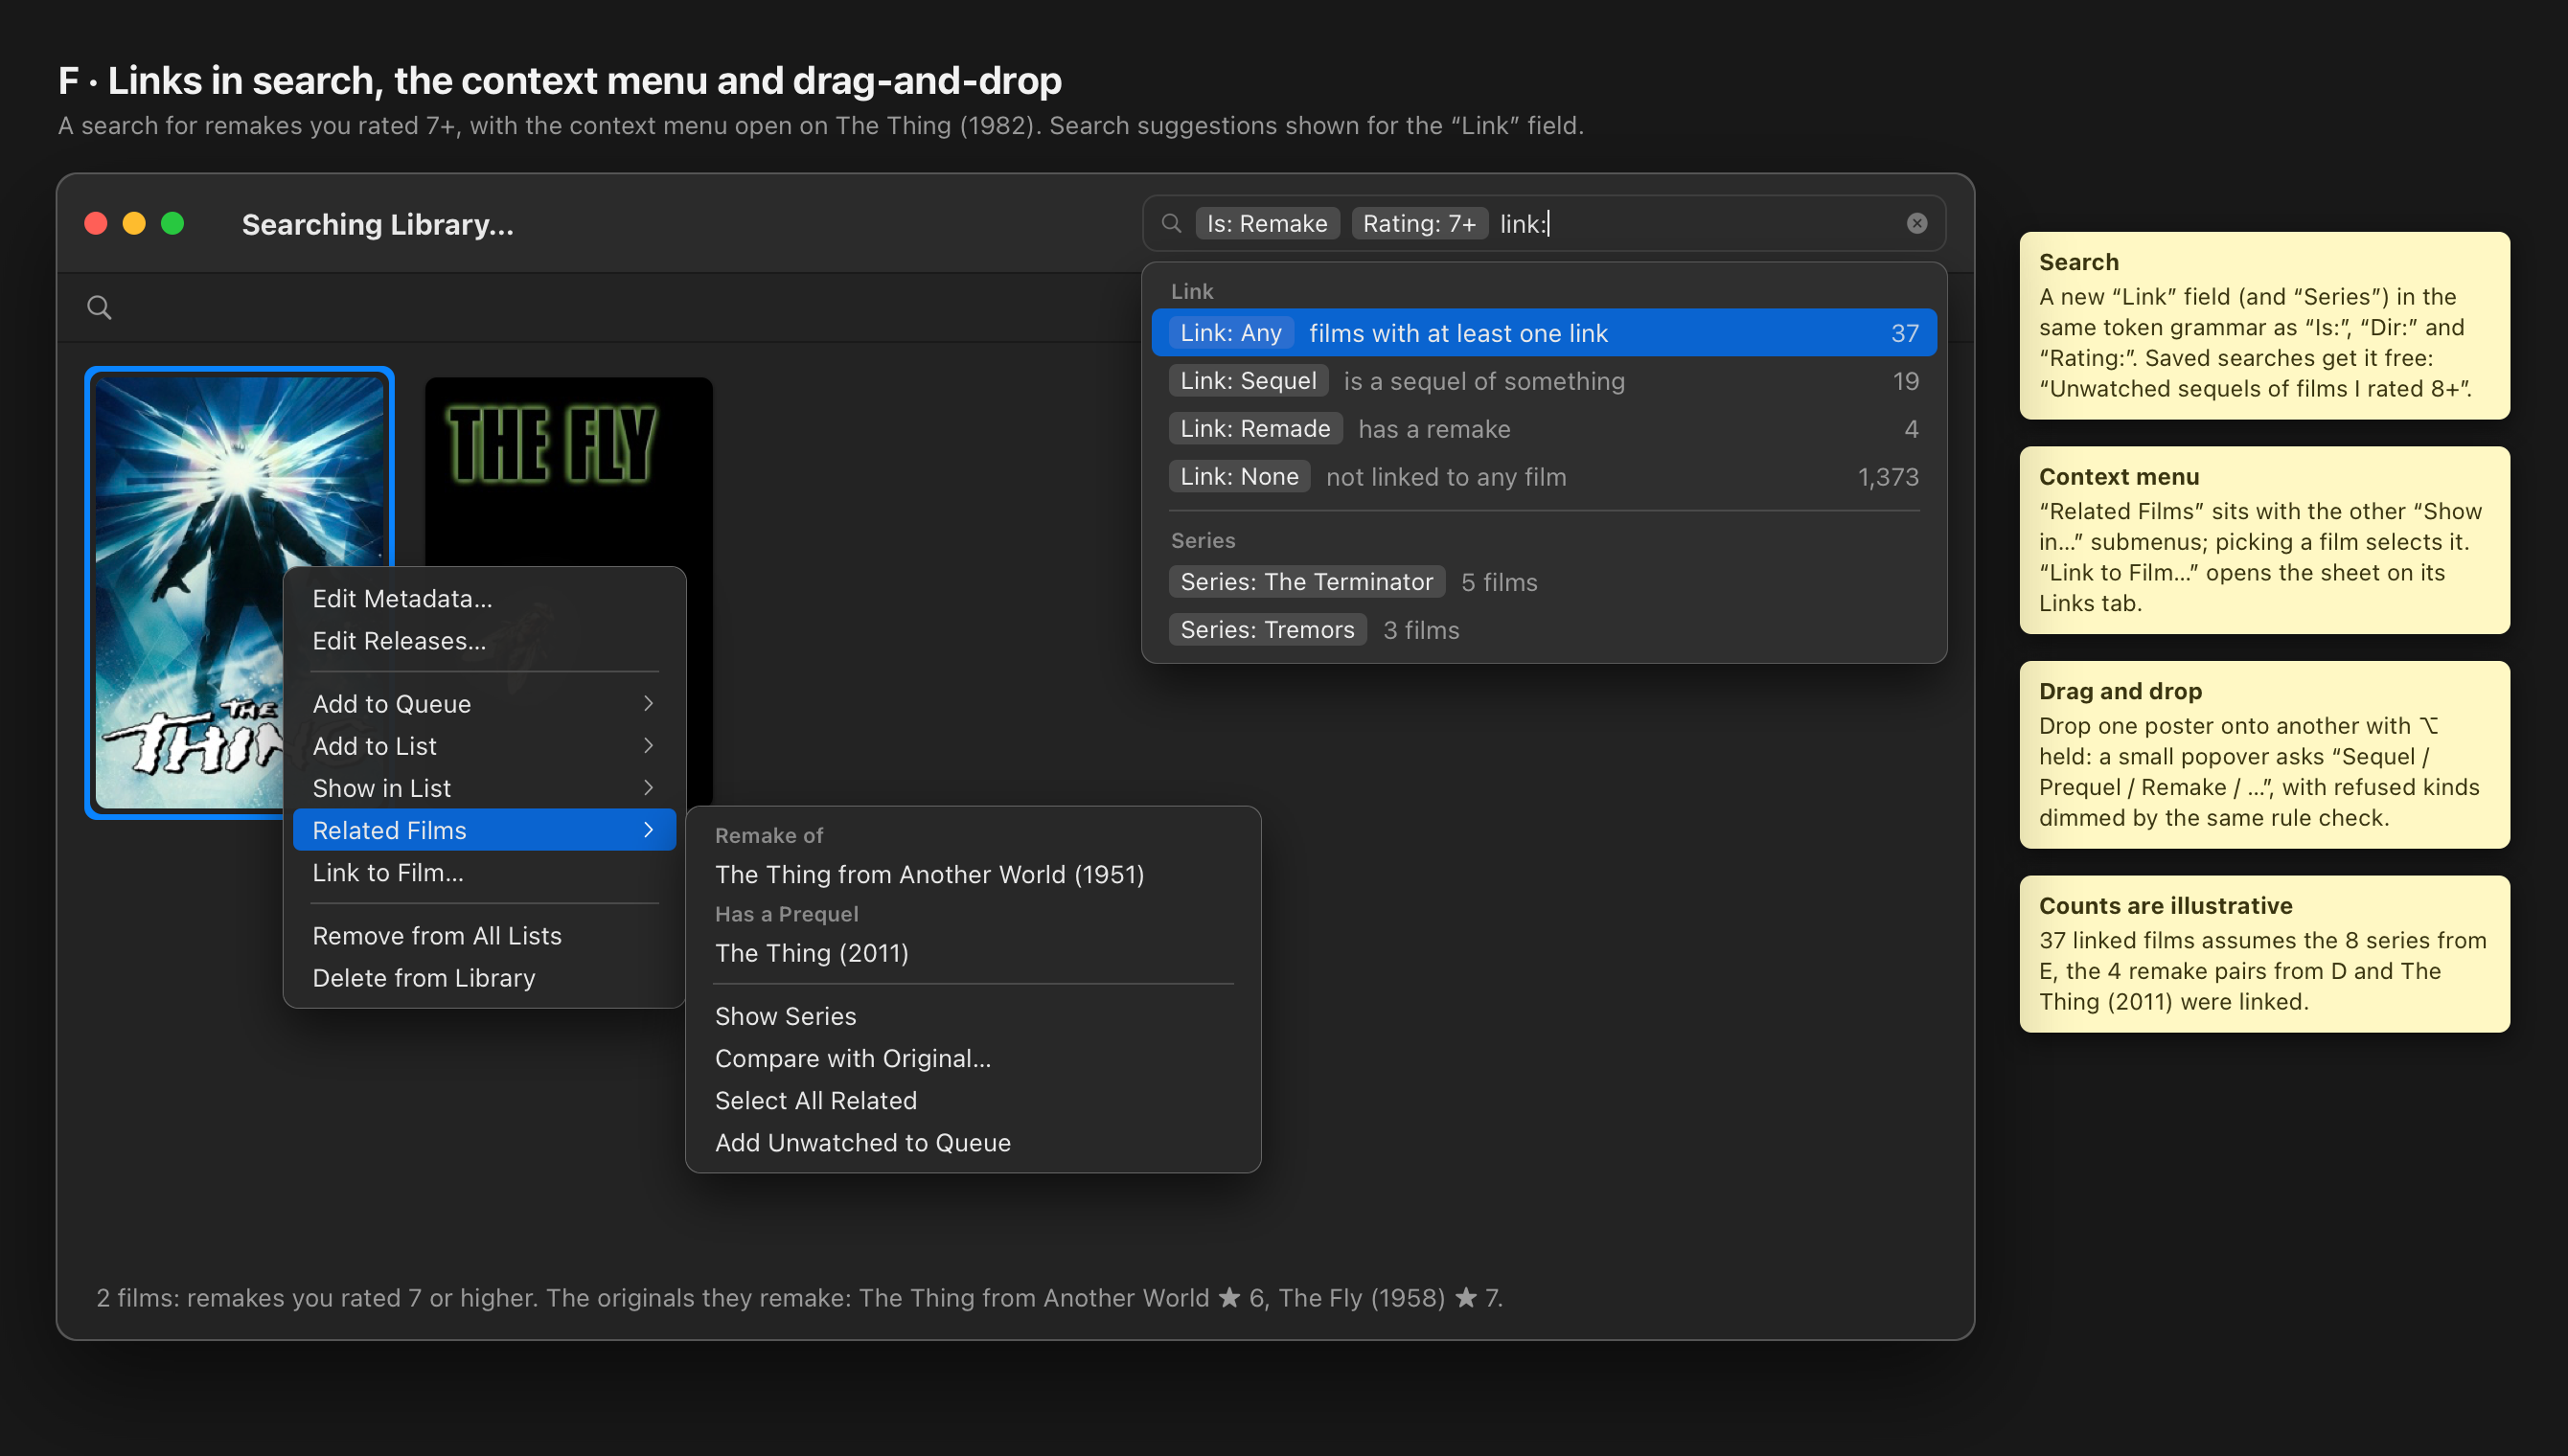 F · Links in search, the context menu and drag-and-drop
A search for remakes you rated 7+, with the context menu open on The Thing (1982). Search suggestions shown for the “Link” field.
Searching Library…
Is: Remake Rating: 7+ link:
Link
Link: Any films with at least one link 37
Link: Sequel is a sequel of something 19
Link: Remade has a remake 4
Link: None not linked to any film 1,373
Series
Series: The Terminator 5 films
Series: Tremors 3 films
THE FLY
THE
THING
Edit Metadata…
Edit Releases…
Add to Queue
Add to List
Show in List
Related Films
Link to Film…
Remove from All Lists
Delete from Library
Remake of
The Thing from Another World (1951)
Has a Prequel
The Thing (2011)
Show Series
Compare with Original…
Select All Related
Add Unwatched to Queue
2 films: remakes you rated 7 or higher. The originals they remake: The Thing from Another World ★ 6, The Fly (1958) ★ 7.
Search
A new “Link” field (and “Series”) in the
same token grammar as “Is:”, “Dir:” and
“Rating:”. Saved searches get it free:
“Unwatched sequels of films I rated 8+”.
Context menu
“Related Films” sits with the other “Show
in…” submenus; picking a film selects it.
“Link to Film…” opens the sheet on its
Links tab.
Drag and drop
Drop one poster onto another with ⌥
held: a small popover asks “Sequel /
Prequel / Remake / …”, with refused kinds
dimmed by the same rule check.
Counts are illustrative
37 linked films assumes the 8 series from
E, the 4 remake pairs from D and The
Thing (2011) were linked.